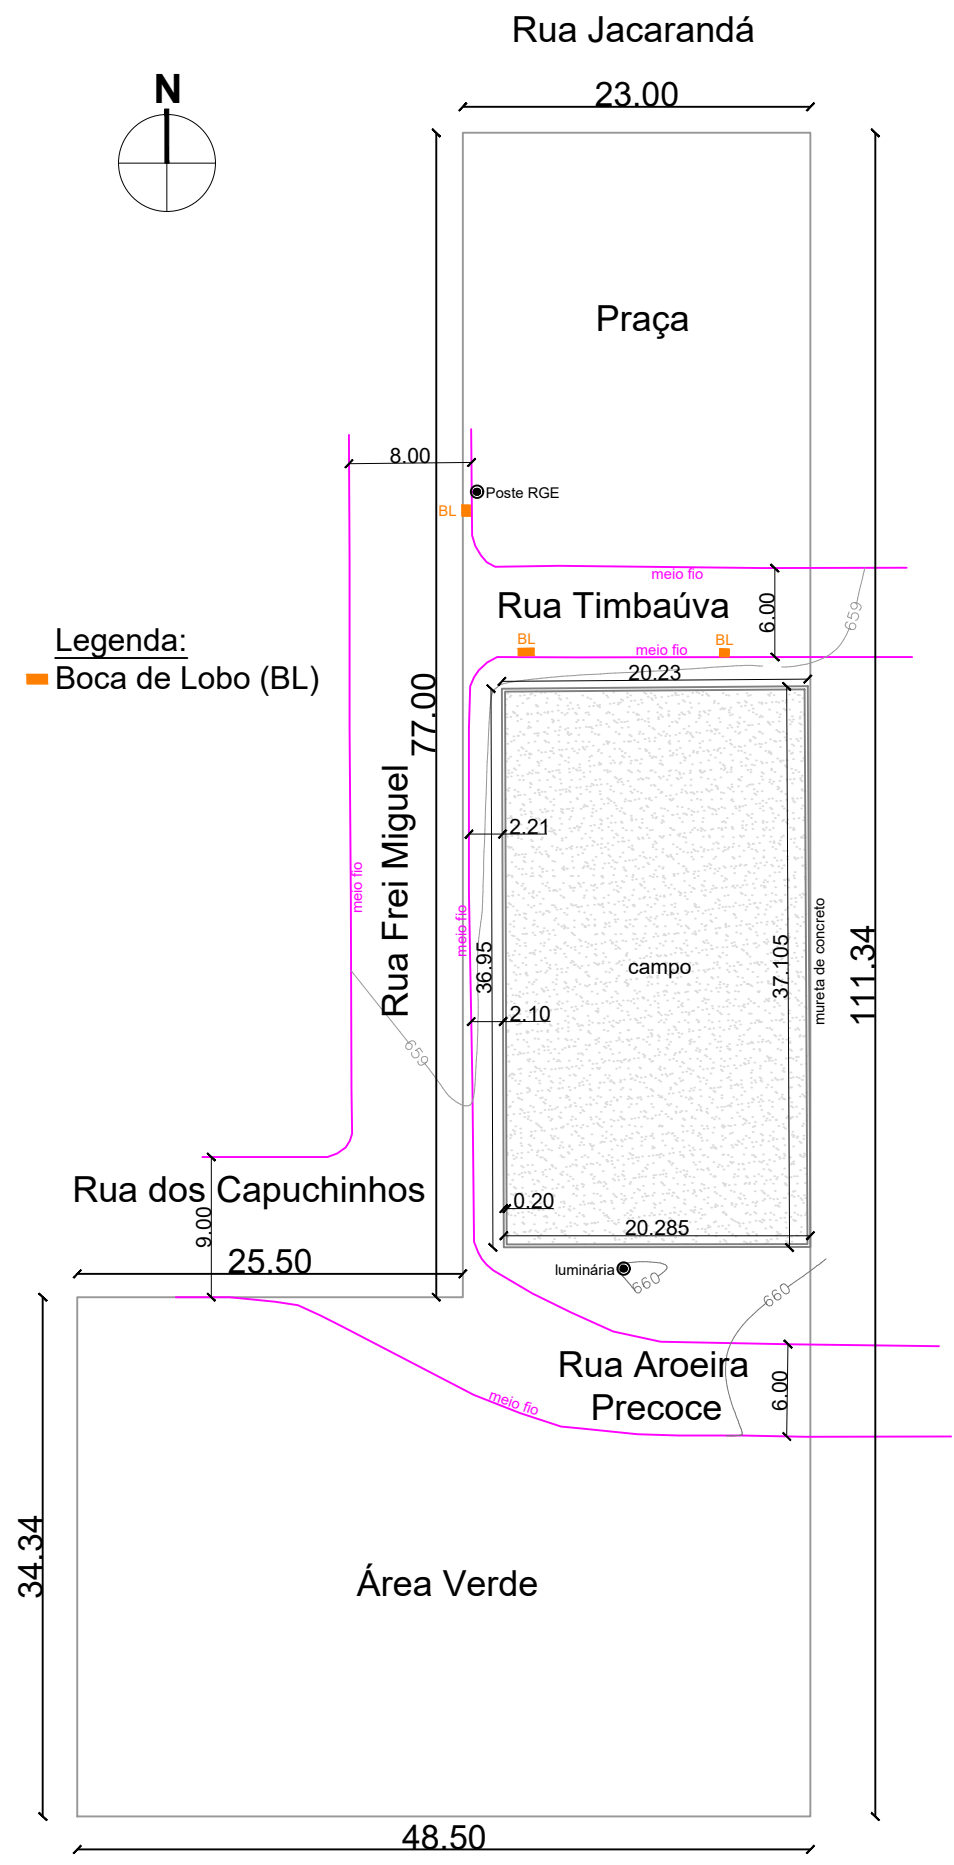 Rua Jacarandá
N
23.00
Praça
8.00
Poste RGE
BL
meio fio
Rua Timbaúva
6.00
659
BL
BL
meio fio
Legenda:
Boca de Lobo (BL)
20.23
77.00
Rua Frei Miguel
2.21
meio fio
meio fio
36.95
campo
37.105
mureta de concreto
111.34
2.10
659
Rua dos Capuchinhos
0.20
9.00
20.285
25.50
luminária
660
660
Rua Aroeira
Precoce
6.00
meio fio
34.34
Área Verde
48.50